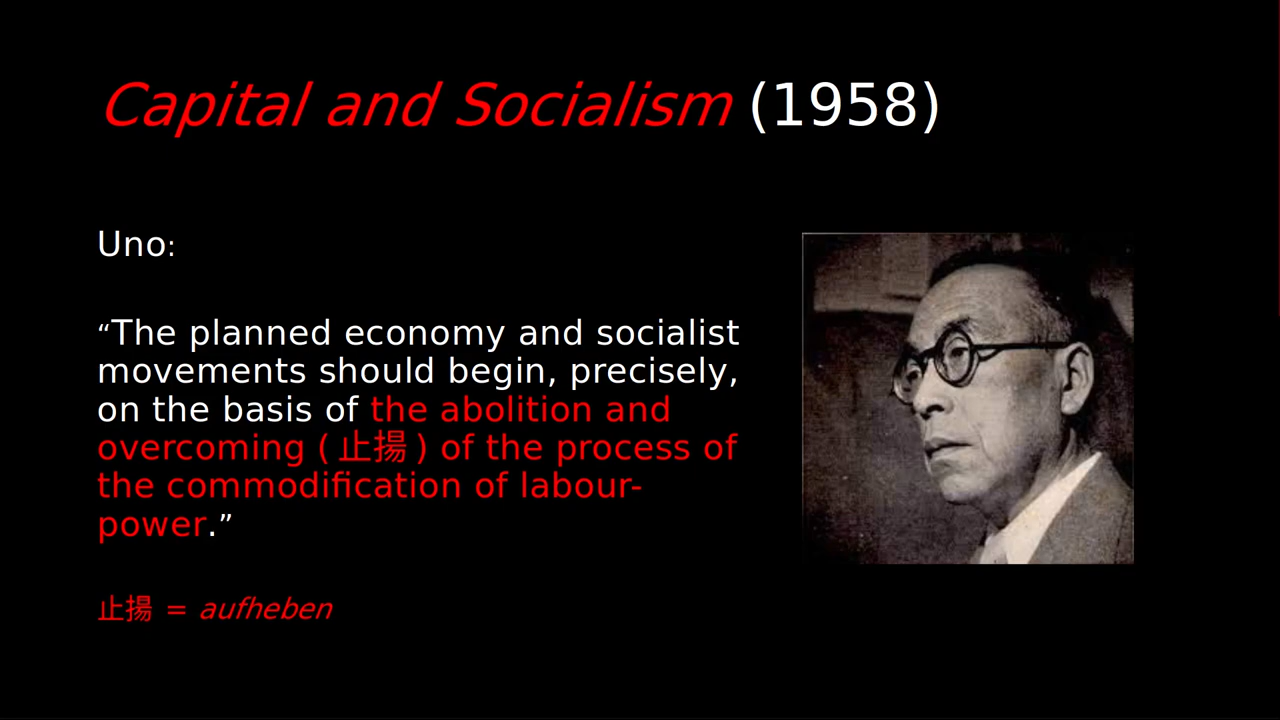 Capital and Socialism (1958)
Uno:
“The planned economy and socialist
movements should begin, precisely,
on the basis of the abolition and
overcoming (止揚) of the process of
the commodification of labour-
power.”
止揚 = aufheben